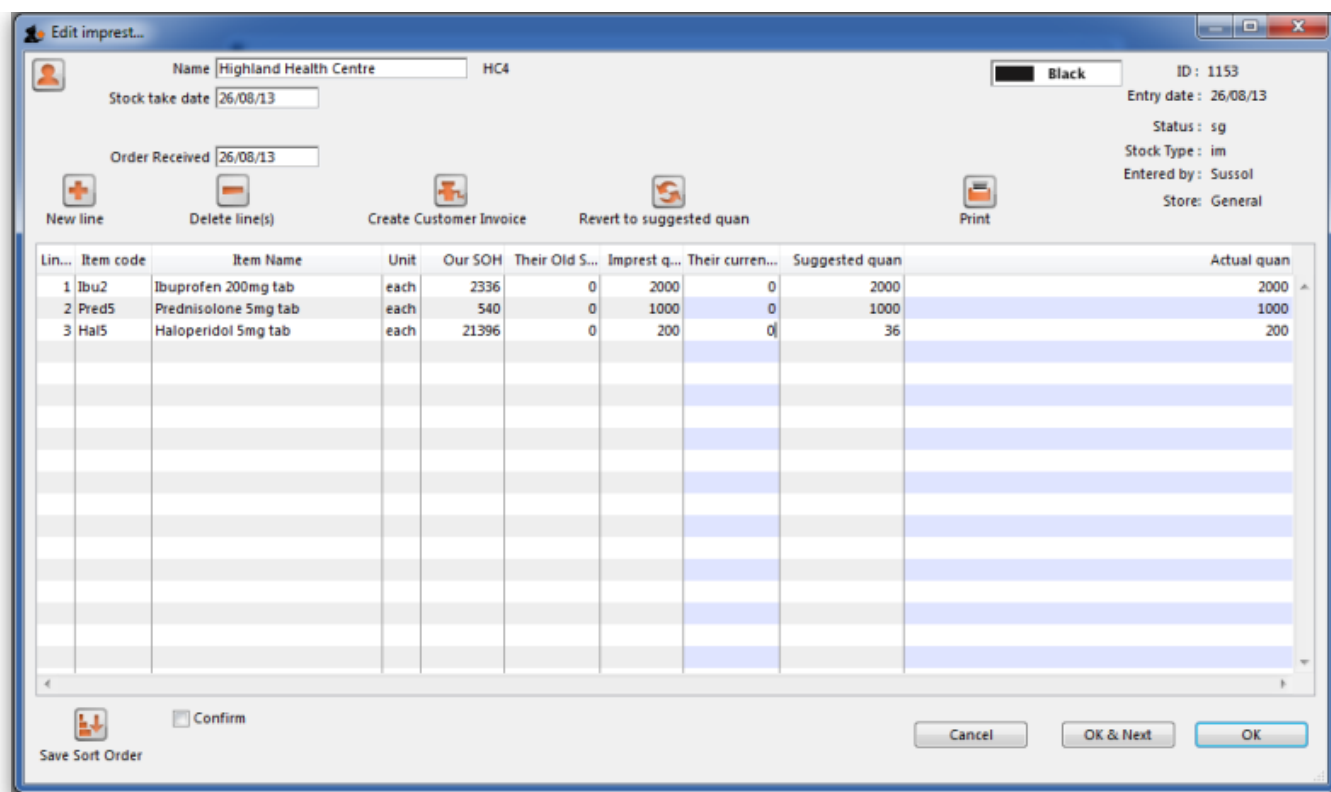 Edit imprest...
Name Highland Health Centre HC4 Black ID : 1153
Stock take date 26/08/13 Entry date : 26/08/13
Status : sg
Order Received 26/08/13 Stock Type : im
Entered by : Sussol
Store: General
New line Delete line(s) Create Customer Invoice Revert to suggested quan Print
Lin... Item code Item Name Unit Our SOH Their Old S... Imprest q... Their curren... Suggested quan Actual quan
1 Ibu2 Ibuprofen 200mg tab each 2336 0 2000 0 2000 2000
2 Pred5 Prednisolone 5mg tab each 540 0 1000 0 1000 1000
3 Hal5 Haloperidol 5mg tab each 21396 0 200 0 36 200
Confirm
Save Sort Order Cancel OK & Next OK